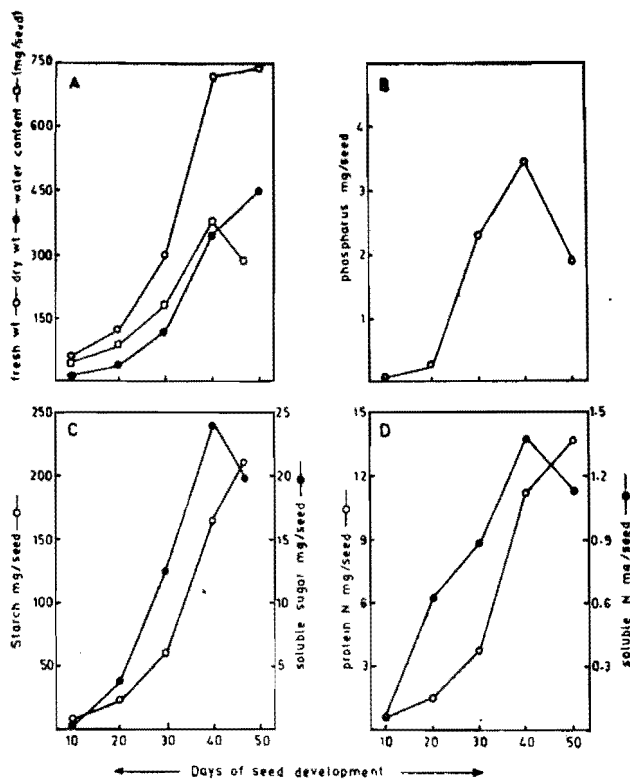 fresh wt —○— dry wt —●— water content —□— (mg/seed)
750
600
450
300
150
A
phospharus mg/seed
4
3
2
1
B
Starch mg/seed —○—
250
200
150
100
50
C
25
20
15
10
5
soluble sugar mg/seed —●—
10 20 30 40 50
protein N mg/seed —○—
15
12
9
6
3
D
1.5
1.2
0.9
0.6
0.3
soluble N mg/seed —●—
10 20 30 40 50
Days of seed development